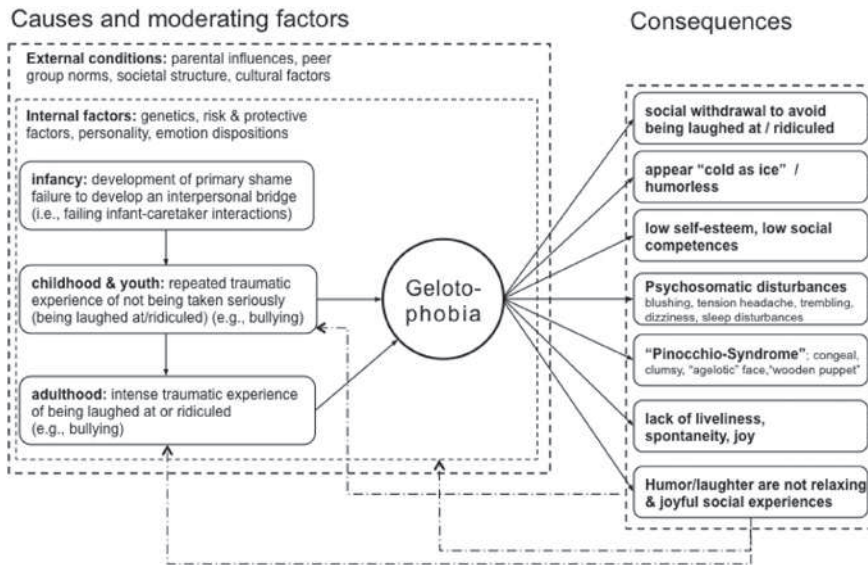 Causes and moderating factors
External conditions: parental influences, peer
group norms, societal structure, cultural factors
Internal factors: genetics, risk & protective
factors, personality, emotion dispositions
infancy: development of primary shame
failure to develop an interpersonal bridge
(i.e., failing infant-caretaker interactions)
childhood & youth: repeated traumatic
experience of not being taken seriously
(being laughed at/ridiculed) (e.g., bullying)
adulthood: intense traumatic experience
of being laughed at or ridiculed
(e.g., bullying)
Geloto-
phobia
Consequences
social withdrawal to avoid
being laughed at / ridiculed
appear “cold as ice” /
humorless
low self-esteem, low social
competences
Psychosomatic disturbances
blushing, tension headache, trembling,
dizziness, sleep disturbances
“Pinocchio-Syndrome”; congeal,
clumsy, “agelotic” face,“wooden puppet”
lack of liveliness,
spontaneity, joy
Humor/laughter are not relaxing
& joyful social experiences